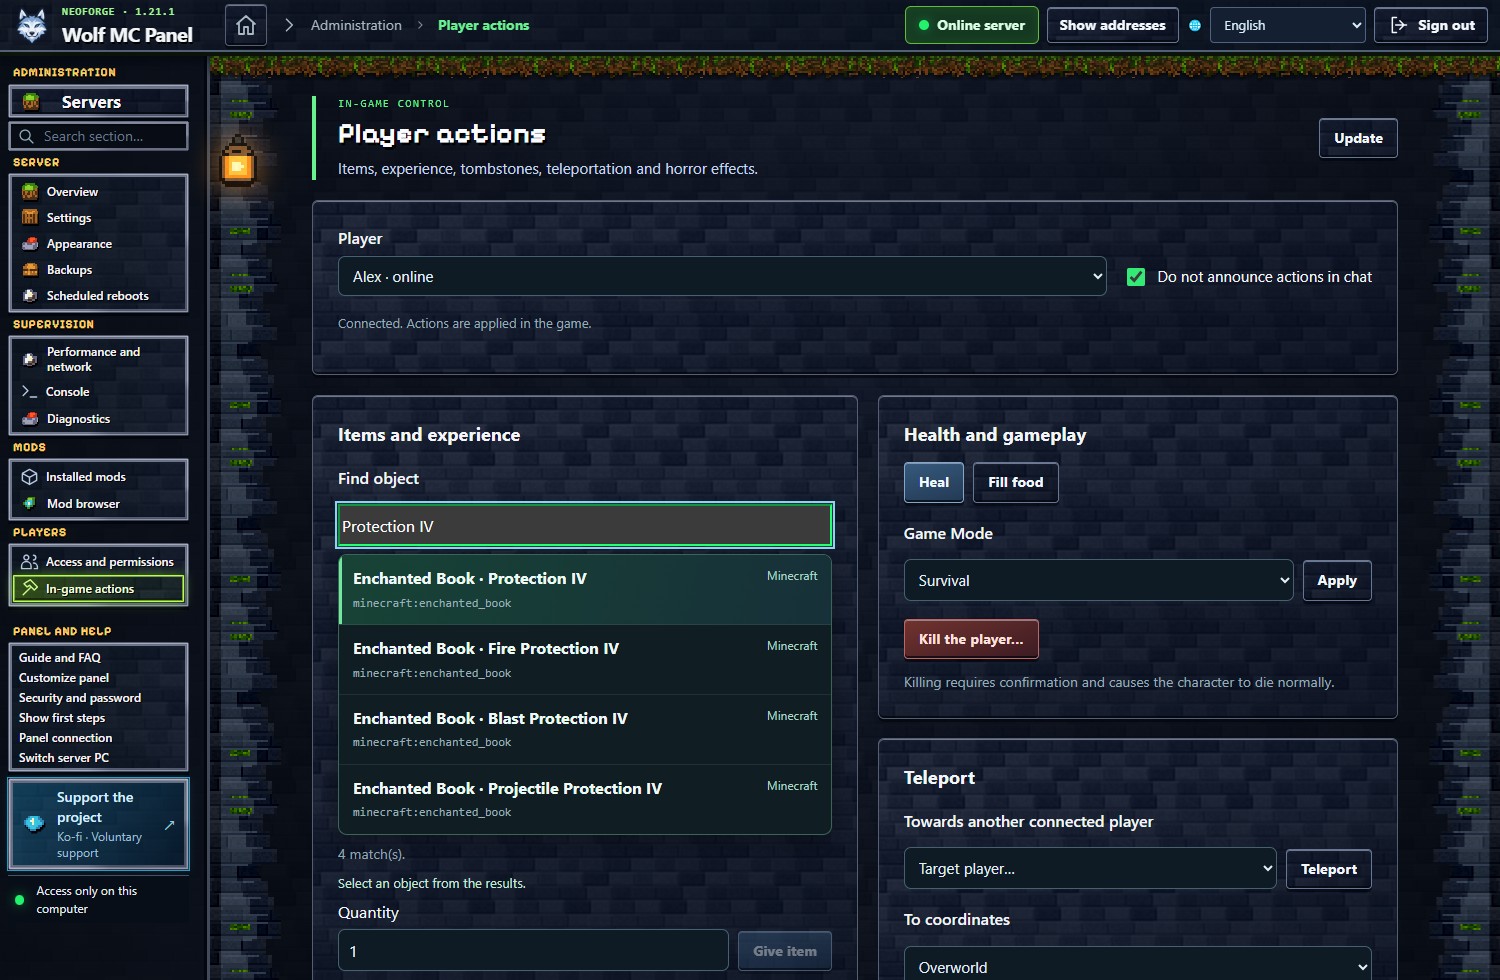 NEOFORGE · 1.21.1
Wolf MC Panel
Administration
Player actions
Online server
Show addresses
English
Sign out
ADMINISTRATION
Servers
Search section...
SERVER
Overview
Settings
Appearance
Backups
Scheduled reboots
SUPERVISION
Performance and
network
Console
Diagnostics
MODS
Installed mods
Mod browser
PLAYERS
Access and permissions
In-game actions
PANEL AND HELP
Guide and FAQ
Customize panel
Security and password
Show first steps
Panel connection
Switch server PC
Support the
project
Ko-fi · Voluntary
support
Access only on this
computer
IN-GAME CONTROL
Player actions
Items, experience, tombstones, teleportation and horror effects.
Update
Player
Alex · online
Do not announce actions in chat
Connected. Actions are applied in the game.
Items and experience
Find object
Protection IV
Enchanted Book · Protection IV
Minecraft
minecraft:enchanted_book
Enchanted Book · Fire Protection IV
Minecraft
minecraft:enchanted_book
Enchanted Book · Blast Protection IV
Minecraft
minecraft:enchanted_book
Enchanted Book · Projectile Protection IV
Minecraft
minecraft:enchanted_book
4 match(s).
Select an object from the results.
Quantity
1
Give item
Health and gameplay
Heal
Fill food
Game Mode
Survival
Apply
Kill the player...
Killing requires confirmation and causes the character to die normally.
Teleport
Towards another connected player
Target player...
Teleport
To coordinates
Overworld